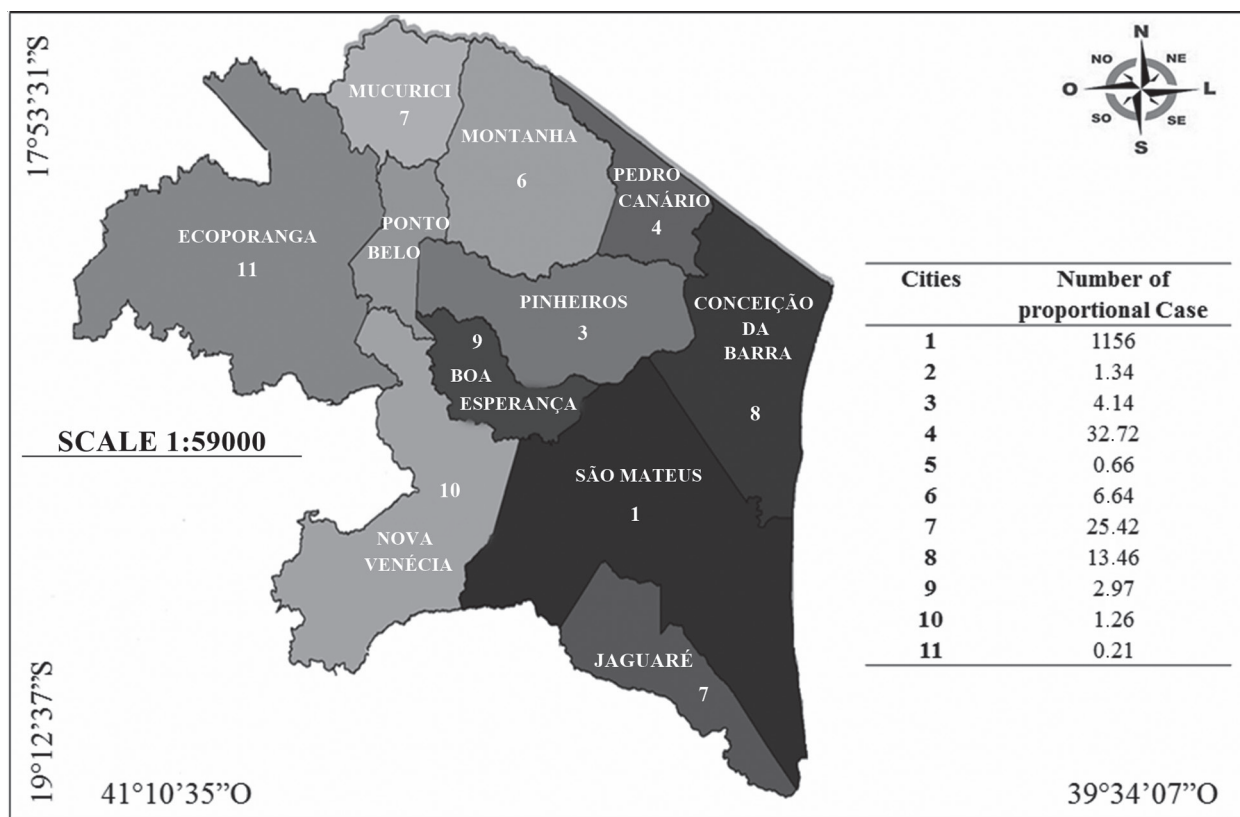 17°53’31”S
MUCURICI
7
MONTANHA
6
PEDRO
CANÁRIO
4
ECOPORANGA
11
PONTO
BELO
PINHEIROS
3
CONCEIÇÃO
DA
BARRA
8
9
BOA
ESPERANÇA
SCALE 1:59000
SÃO MATEUS
1
10
NOVA
VENÉCIA
JAGUARÉ
7
19°12’37”S
41°10’35”O
39°34’07”O
N
NO NE
O L
SO SE
S
Cities Number of
proportional Case
1 1156
2 1.34
3 4.14
4 32.72
5 0.66
6 6.64
7 25.42
8 13.46
9 2.97
10 1.26
11 0.21